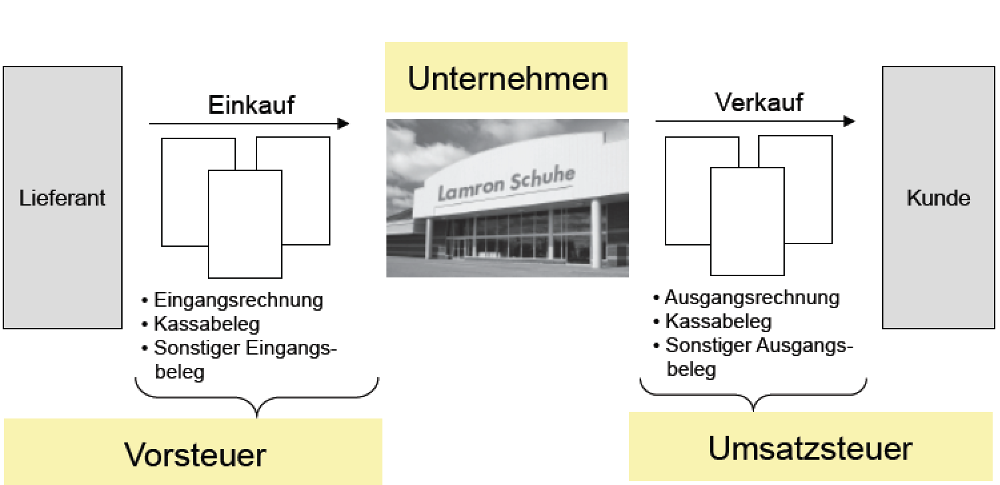 Unternehmen
Einkauf
Verkauf
Lieferant
Lamron Schuhe
Kunde
• Eingangsrechnung
• Kassabeleg
• Sonstiger Eingangs-
beleg
• Ausgangsrechnung
• Kassabeleg
• Sonstiger Ausgangs-
beleg
Vorsteuer
Umsatzsteuer